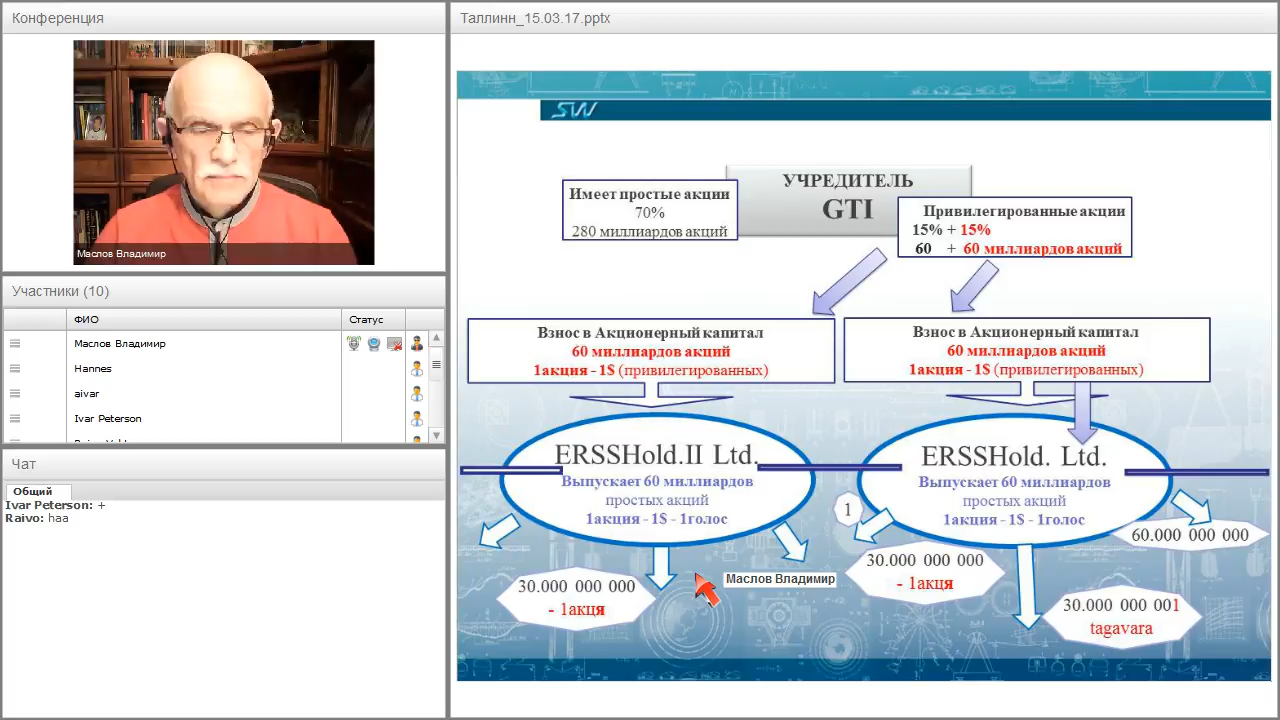 Конференция
Маслов Владимир
Участники (10)
ФИО
Статус
Маслов Владимир
Hannes
aivar
Ivar Peterson
Чат
Общий
Ivar Peterson: +
Raivo: haa
Таллинн_15.03.17.pptx
SW
УЧРЕДИТЕЛЬ
GTI
Имеет простые акции
70%
280 миллиардов акций
Привилегированные акции
15% + 15%
60 + 60 миллиардов акций
Взнос в Акционерный капитал
60 миллиардов акций
1акция - 1$ (привилегированных)
Взнос в Акционерный капитал
60 миллиардов акций
1акция - 1$ (привилегированных)
ERSSHold.II Ltd.
Выпускает 60 миллиардов
простых акций
1акция - 1$ - 1голос
ERSSHold. Ltd.
Выпускает 60 миллиардов
простых акций
1акция - 1$ - 1голос
1
60.000 000 000
30.000 000 000
- 1акця
Маслов Владимир
30.000 000 000
- 1акця
30.000 000 001
tagavara